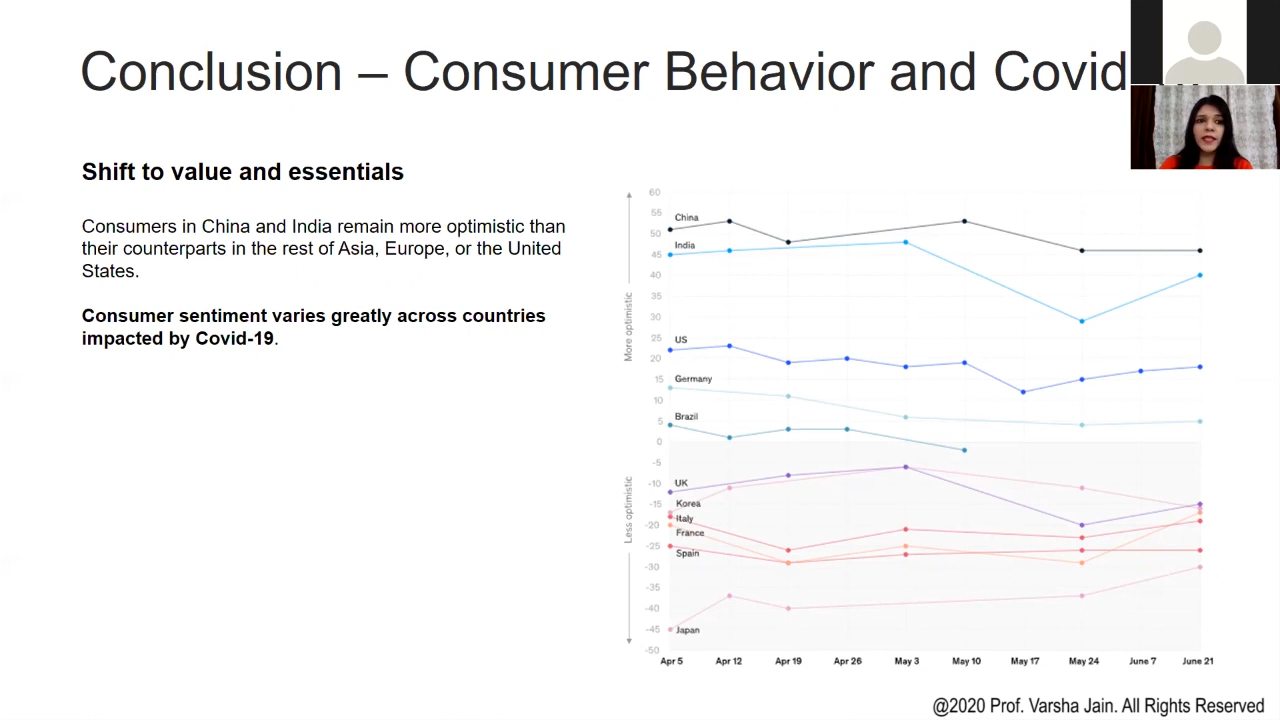 Conclusion – Consumer Behavior and Covid
Shift to value and essentials
Consumers in China and India remain more optimistic than
their counterparts in the rest of Asia, Europe, or the United
States.
Consumer sentiment varies greatly across countries
impacted by Covid-19.
More optimistic
Less optimistic
60
55
50
45
40
35
30
25
20
15
10
5
0
-5
-10
-15
-20
-25
-30
-35
-40
-45
-50
China
India
US
Germany
Brazil
UK
Korea
Italy
France
Spain
Japan
Apr 5 Apr 12 Apr 19 Apr 26 May 3 May 10 May 17 May 24 June 7 June 21
@2020 Prof. Varsha Jain. All Rights Reserved